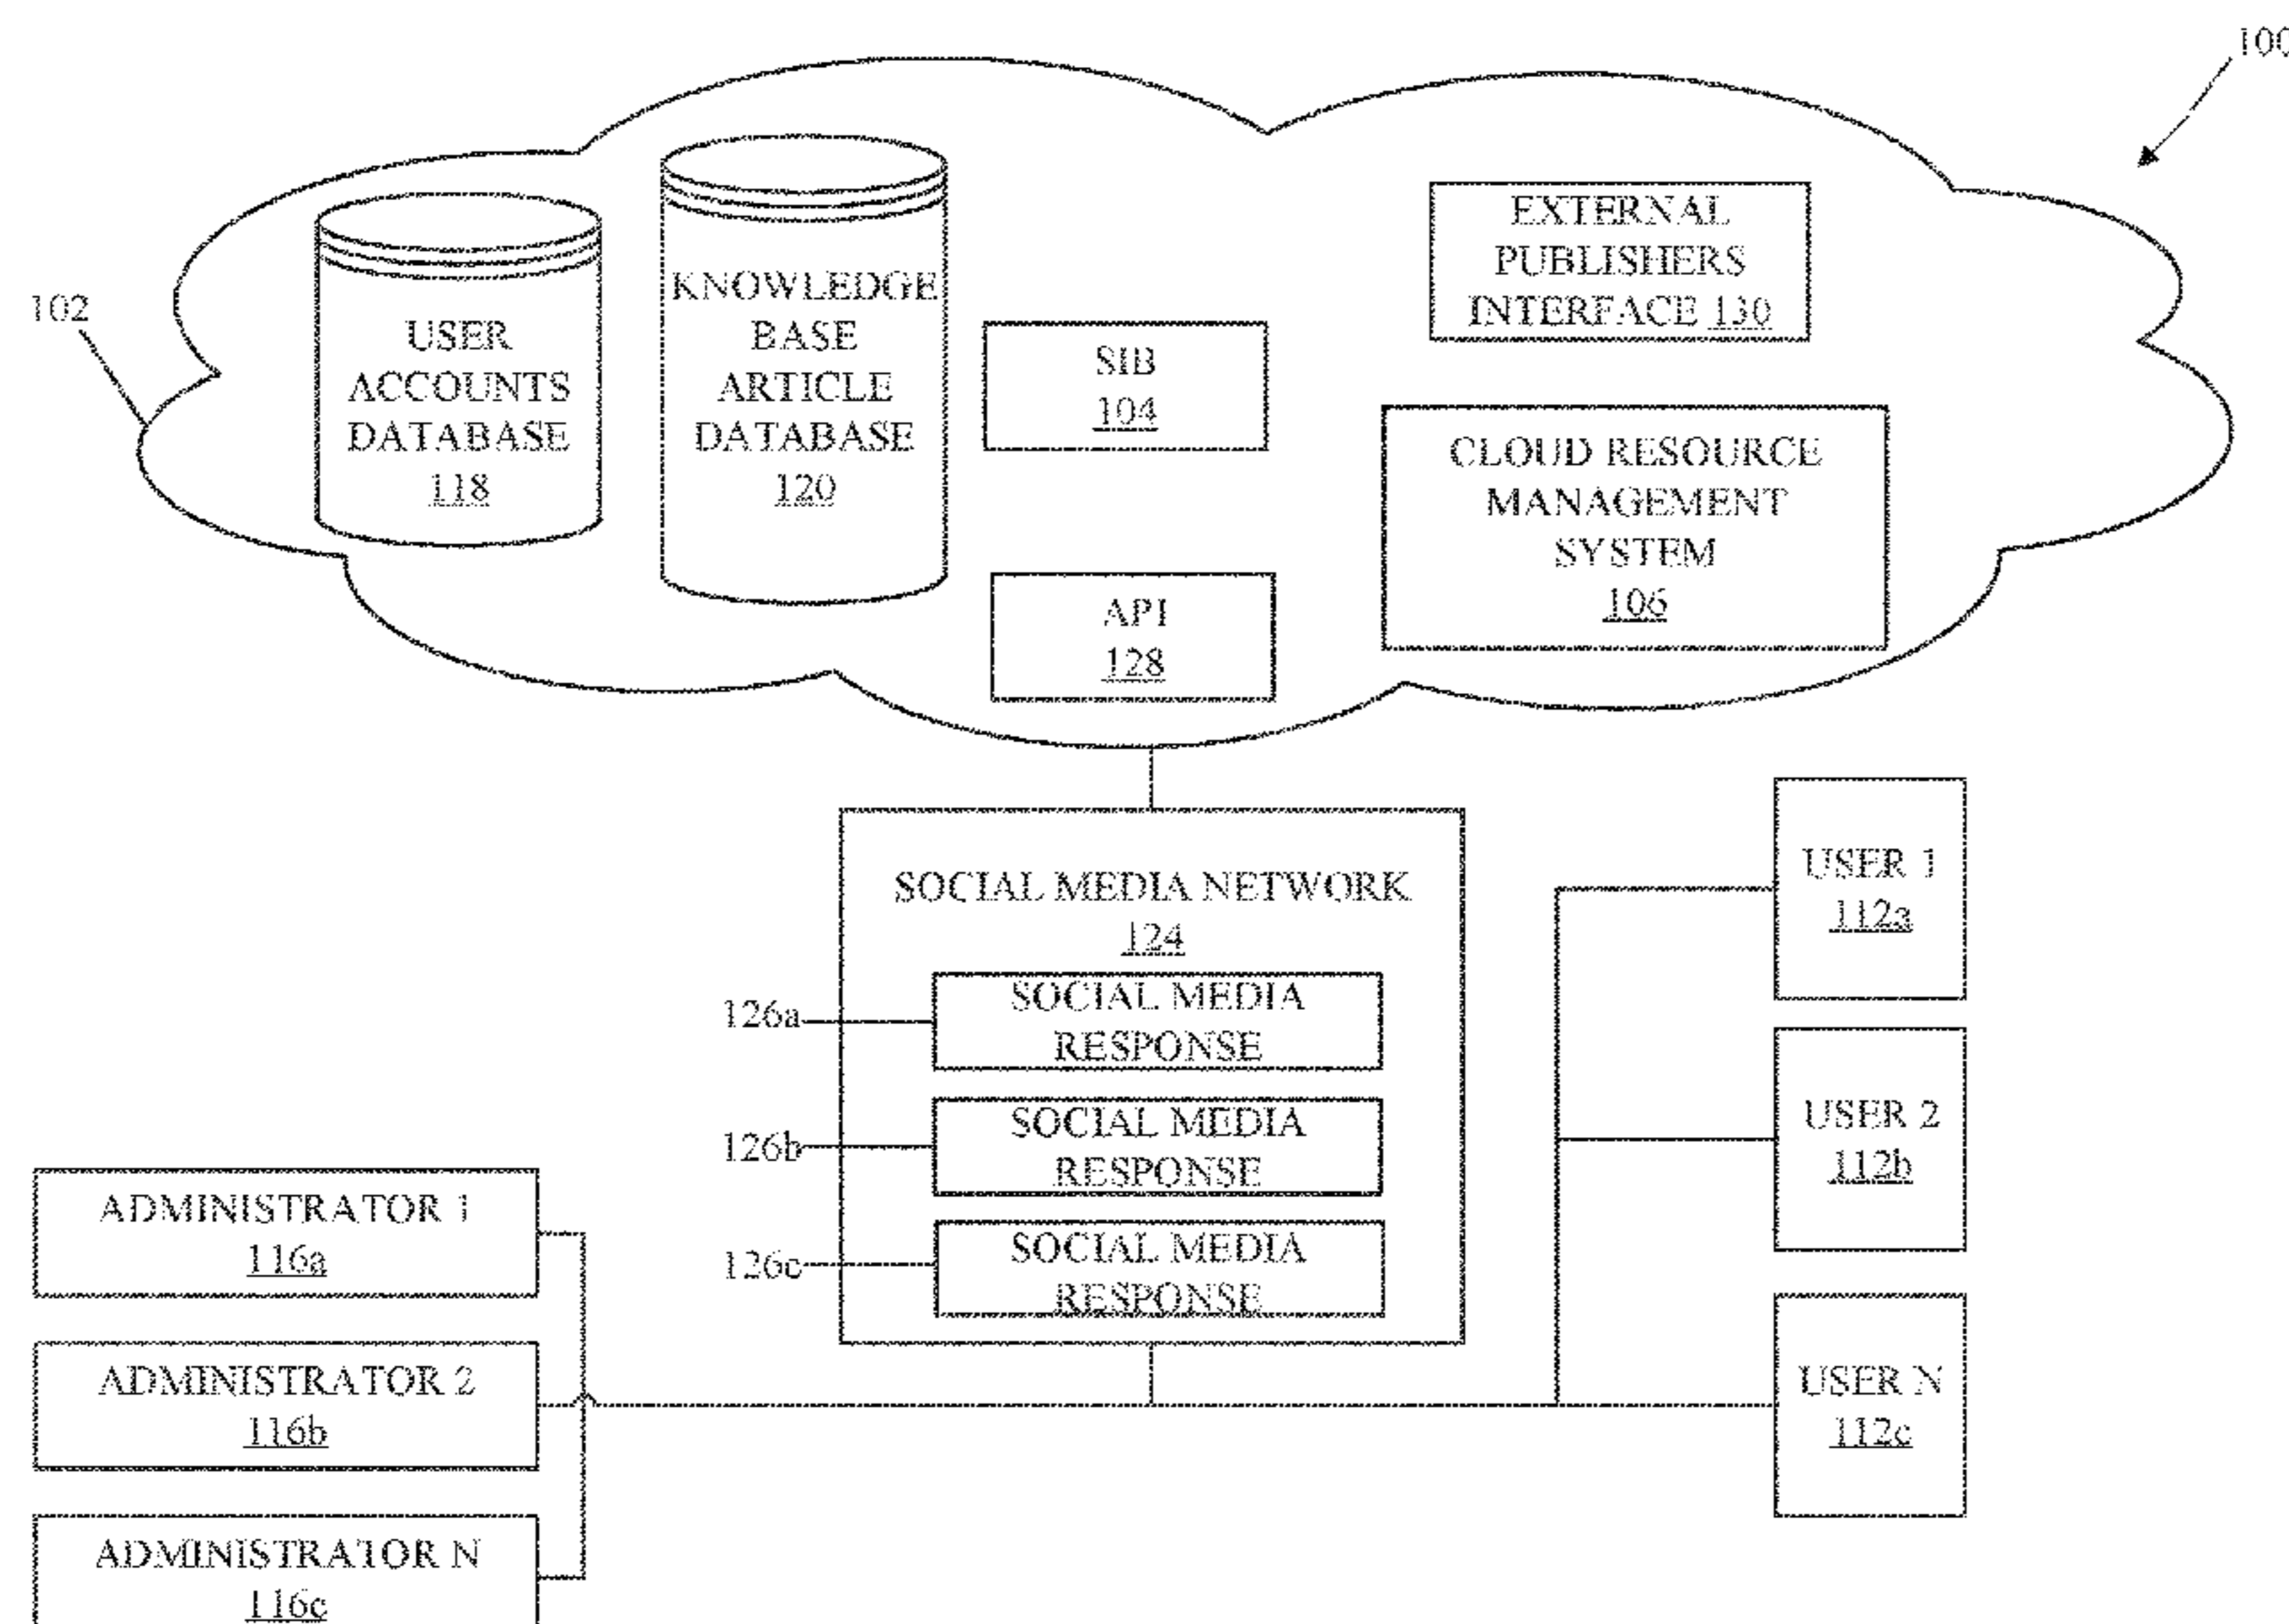 100
102
USER
ACCOUNTS
DATABASE
118
KNOWLEDGE
BASE
ARTICLE
DATABASE
120
SIB
104
API
128
EXTERNAL
PUBLISHERS
INTERFACE 130
CLOUD RESOURCE
MANAGEMENT
SYSTEM
106
SOCIAL MEDIA NETWORK
124
126a
SOCIAL MEDIA
RESPONSE
126b
SOCIAL MEDIA
RESPONSE
126c
SOCIAL MEDIA
RESPONSE
USER 1
112a
USER 2
112b
USER N
112c
ADMINISTRATOR 1
116a
ADMINISTRATOR 2
116b
ADMINISTRATOR N
116c